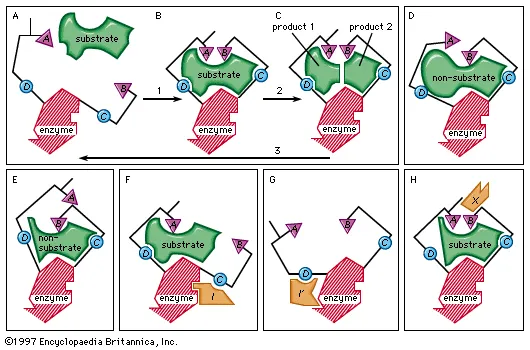 A
B
C
D
product 1
product 2
A
substrate
A
B
A
B
A
B
substrate
non-substrate
D
B
C
D
C
D
C
D
C
1
2
enzyme
enzyme
enzyme
enzyme
3
E
F
G
H
X
A
A
A
B
A
B
B
non-
substrate
substrate
B
substrate
D
C
D
C
D
C
D
C
enzyme
enzyme
I
I'
enzyme
enzyme
©1997 Encyclopaedia Britannica, Inc.